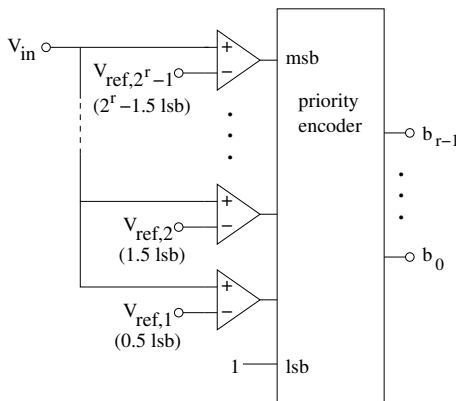 V_in
V_ref,2^r−1
(2^r−1.5 lsb)
msb
priority
encoder
b_r−1
V_ref,2
(1.5 lsb)
b_0
V_ref,1
(0.5 lsb)
1
lsb
+
−
+
−
+
−